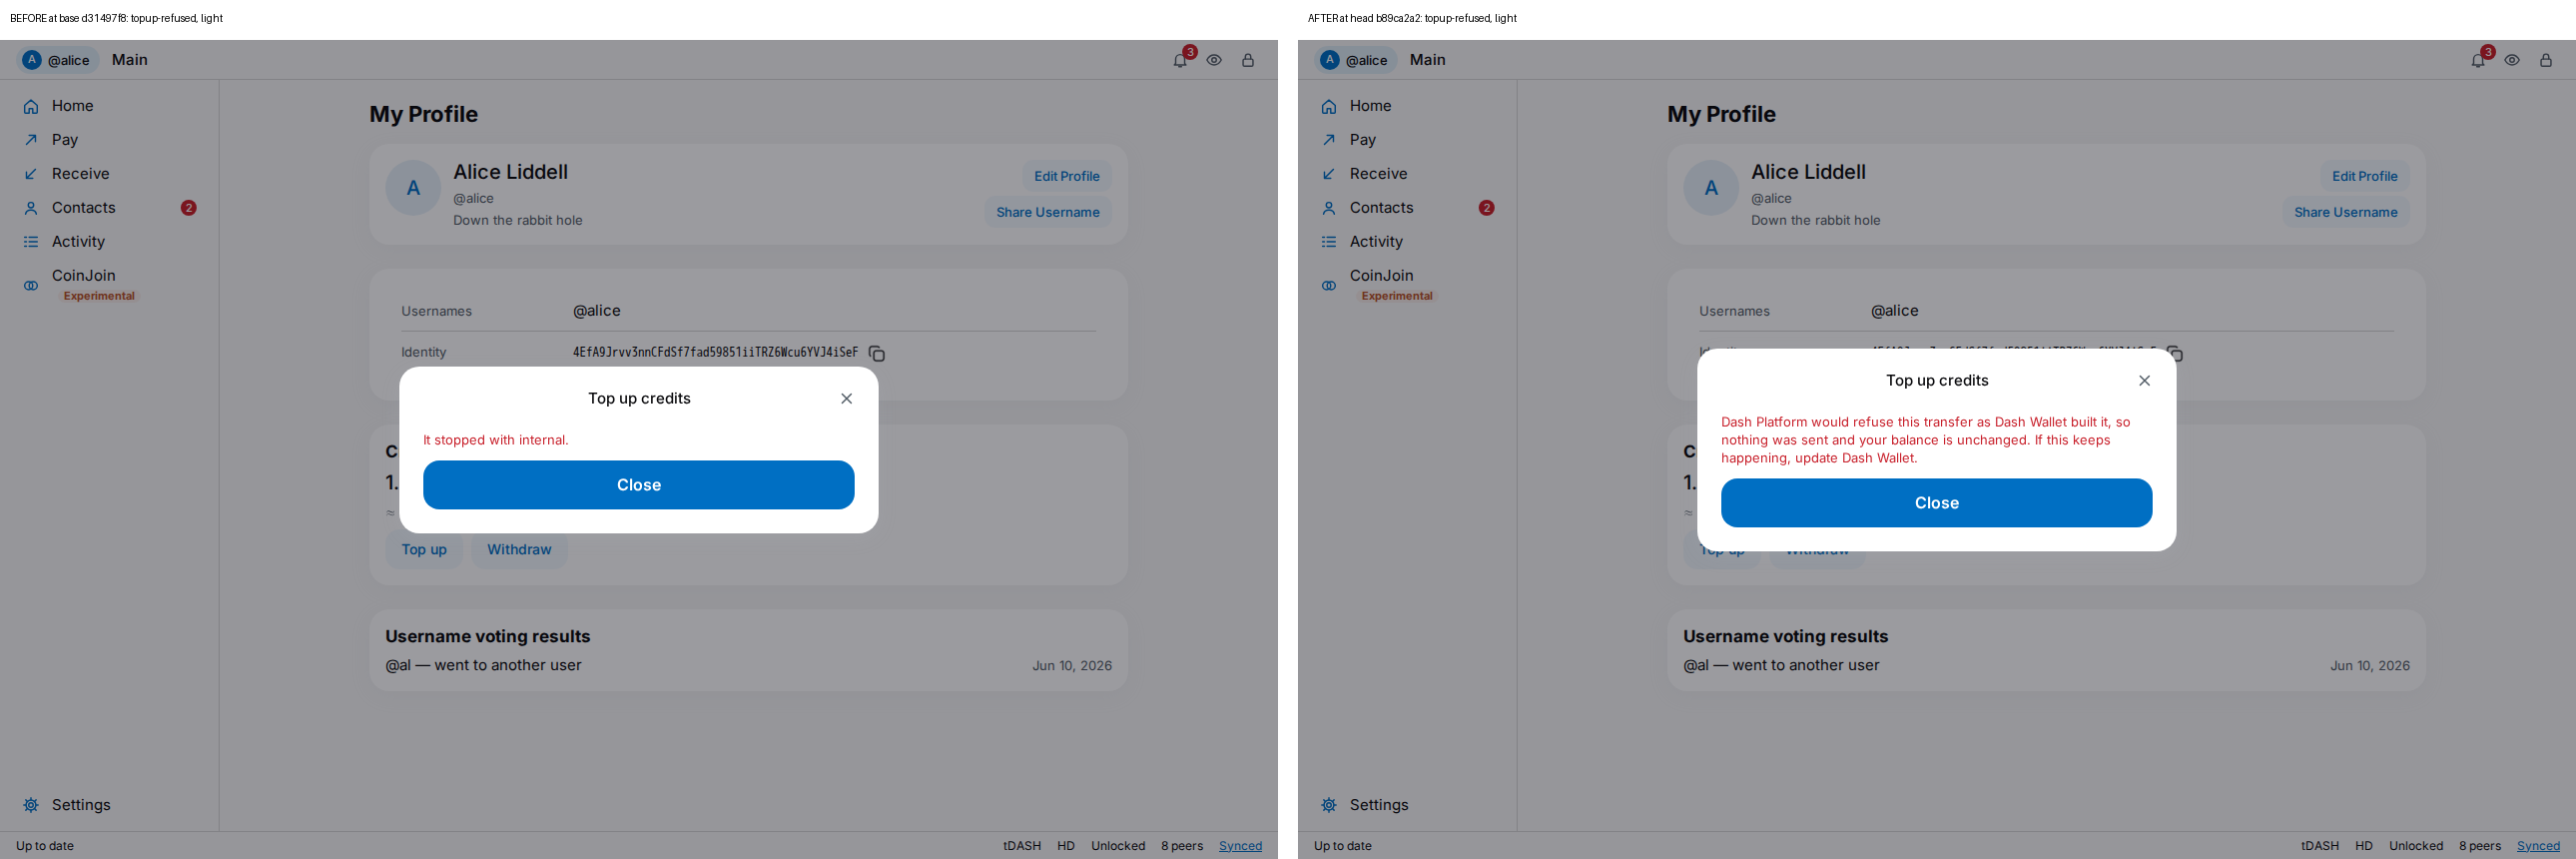 BEFORE at base d31497f8: topup-refused, light
A @alice Main
3
Home
Pay
Receive
Contacts 2
Activity
CoinJoin
Experimental
Settings
My Profile
A
Alice Liddell
@alice
Down the rabbit hole
Edit Profile
Share Username
Usernames @alice
Identity 4EfA9Jrvv3nnCFdSf7fad59851iiTRZ6Wcu6YVJ4iSeF
Top up credits
It stopped with internal.
Close
C
1.
≈
Top up Withdraw
Username voting results
@al — went to another user Jun 10, 2026
Up to date tDASH HD Unlocked 8 peers Synced
AFTER at head b89ca2a2: topup-refused, light
A @alice Main
3
Home
Pay
Receive
Contacts 2
Activity
CoinJoin
Experimental
Settings
My Profile
A
Alice Liddell
@alice
Down the rabbit hole
Edit Profile
Share Username
Usernames @alice
Top up credits
Dash Platform would refuse this transfer as Dash Wallet built it, so
nothing was sent and your balance is unchanged. If this keeps
happening, update Dash Wallet.
Close
C
1.
≈
Username voting results
@al — went to another user Jun 10, 2026
Up to date tDASH HD Unlocked 8 peers Synced